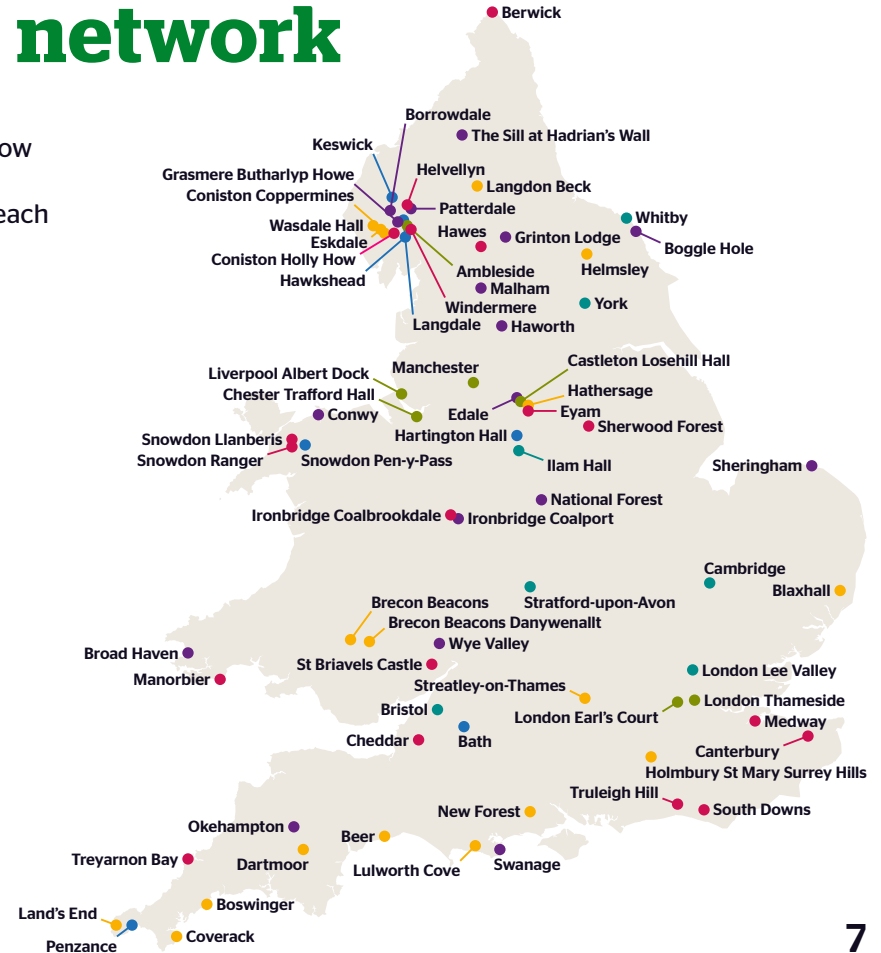 network
ow
each
Berwick
Borrowdale
The Sill at Hadrian's Wall
Keswick
Helvellyn
Grasmere Butharlyp Howe
Langdon Beck
Coniston Coppermines
Patterdale
Whitby
Wasdale Hall
Hawes
Grinton Lodge
Eskdale
Boggle Hole
Coniston Holly How
Helmsley
Ambleside
Hawkshead
Malham
York
Windermere
Langdale
Haworth
Castleton Losehill Hall
Manchester
Liverpool Albert Dock
Hathersage
Chester Trafford Hall
Edale
Eyam
Conwy
Sherwood Forest
Hartington Hall
Snowdon Llanberis
Snowdon Ranger
Snowdon Pen-y-Pass
Ilam Hall
Sheringham
National Forest
Ironbridge Coalbrookdale
Ironbridge Coalport
Cambridge
Blaxhall
Brecon Beacons
Stratford-upon-Avon
Brecon Beacons Danywenallt
Wye Valley
Broad Haven
St Briavels Castle
London Lee Valley
Manorbier
Streatley-on-Thames
London Thameside
Bristol
London Earl's Court
Medway
Cheddar
Bath
Canterbury
Holmbury St Mary Surrey Hills
Truleigh Hill
New Forest
South Downs
Okehampton
Beer
Treyarnon Bay
Dartmoor
Lulworth Cove
Swanage
Boswinger
Land's End
Coverack
Penzance
7